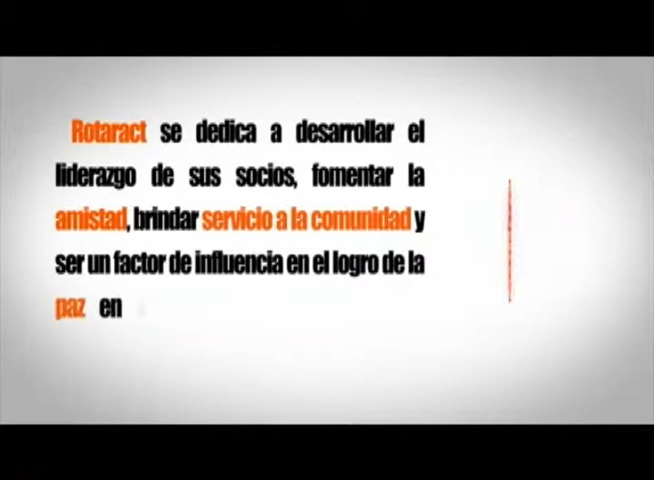 Rotaract se dedica a desarrollar el
liderazgo de sus socios, fomentar la
amistad, brindar servicio a la comunidad y
ser un factor de influencia en el logro de la
paz en